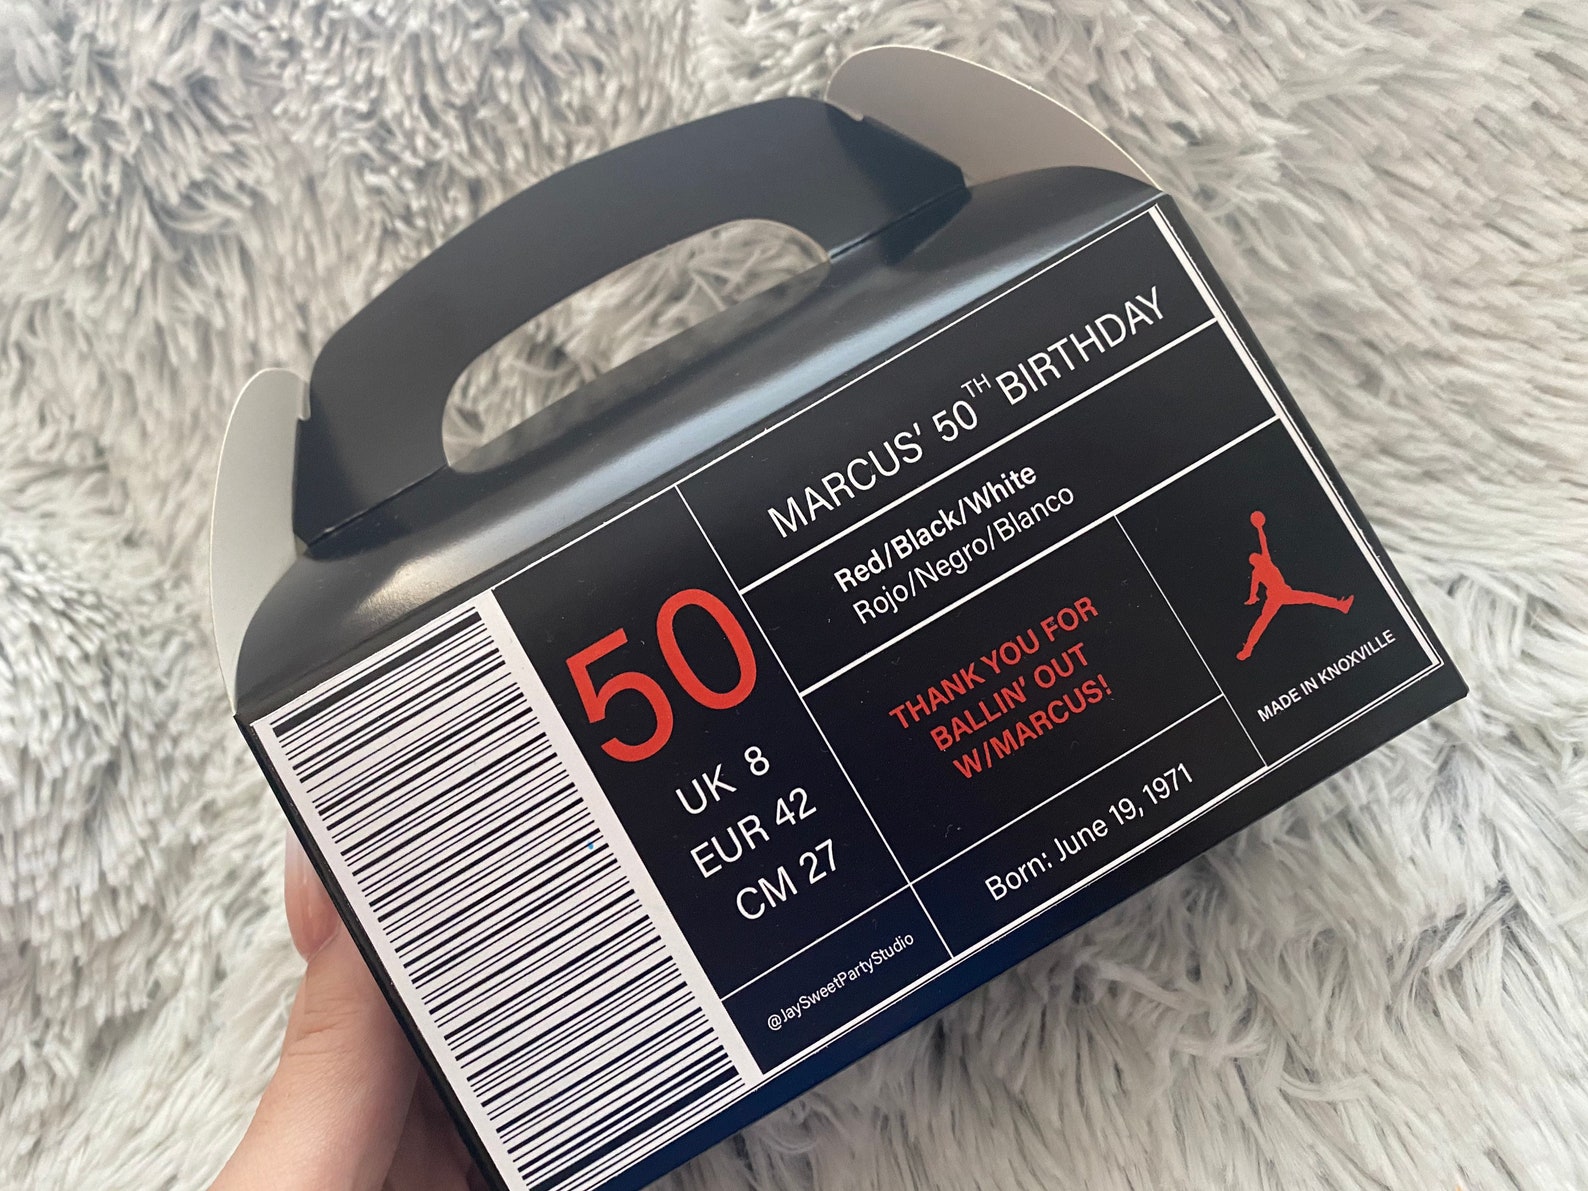 MARCUS' 50TH BIRTHDAY
Red/Black/White
Rojo/Negro/Blanco
50
UK 8
EUR 42
CM 27
THANK YOU FOR
BALLIN' OUT
W/MARCUS!
MADE IN KNOXVILLE
Born: June 19, 1971
@JaySweetPartyStudio